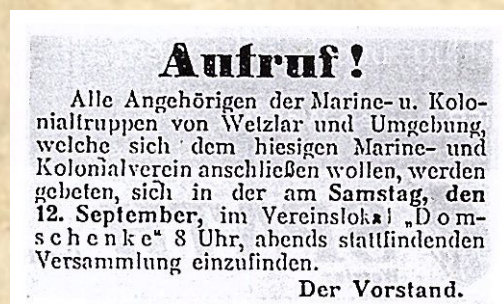 Aufruf!
Alle Angehörigen der Marine- u. Kolo-
nialtruppen von Wetzlar und Umgebung,
welche sich dem hiesigen Marine- und
Kolonialverein anschließen wollen, werden
gebeten, sich in der am Samstag, den
12. September, im Vereinslokal „Dom-
schenke“ 8 Uhr, abends stattfindenden
Versammlung einzufinden.
Der Vorstand.